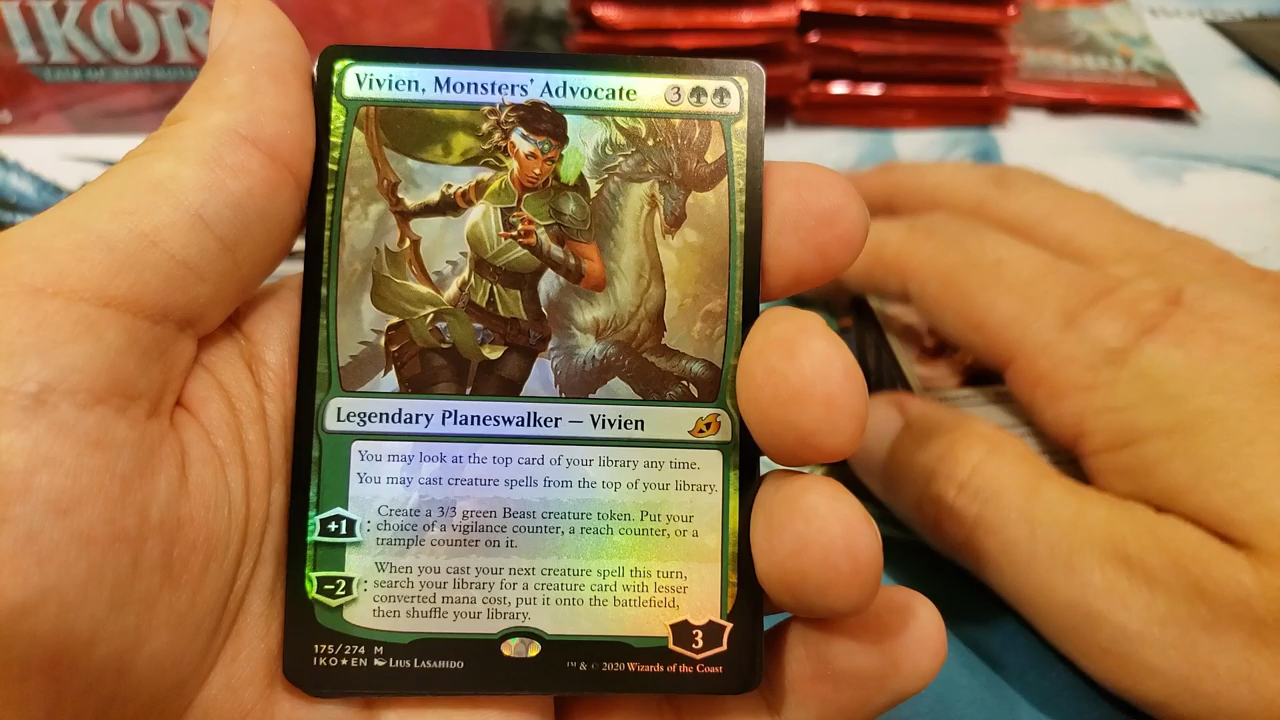 IKOR
Vivien, Monsters' Advocate 3
Legendary Planeswalker — Vivien
You may look at the top card of your library any time.
You may cast creature spells from the top of your library.
+1 : Create a 3/3 green Beast creature token. Put your
choice of a vigilance counter, a reach counter, or a
trample counter on it.
−2 : When you cast your next creature spell this turn,
search your library for a creature card with lesser
converted mana cost, put it onto the battlefield,
then shuffle your library.
3
175/274 M
IKO★EN Lius Lasahido
™ & © 2020 Wizards of the Coast